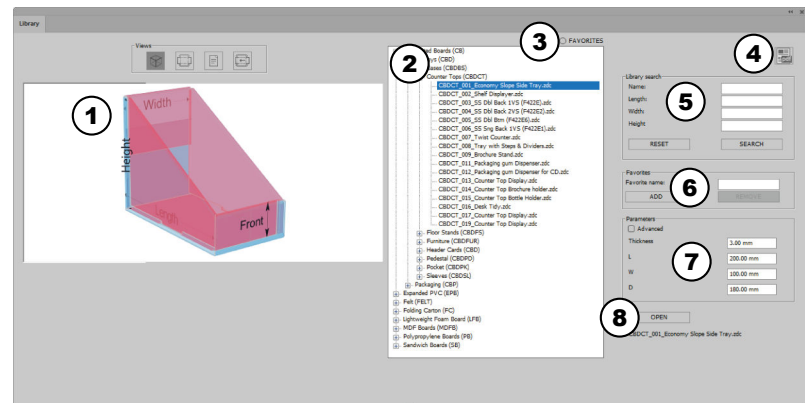 Library
Views
Width
Height
Length
Front
1
2
3
FAVORITES
4
ed Boards (CB)
ys (CBD)
ases (CBDBS)
Counter Tops (CBDCT)
CBDCT_001_Economy Slope Side Tray.zdc
CBDCT_002_Shelf Displayer.zdc
CBDCT_003_SS Dbl Back 1VS (F422E).zdc
CBDCT_004_SS Dbl Back 2VS (F422E2).zdc
CBDCT_005_SS Dbl Btm (F422E6).zdc
CBDCT_006_SS Sng Back 1VS (F422E1).zdc
CBDCT_007_Twist Counter.zdc
CBDCT_008_Tray with Steps & Dividers.zdc
CBDCT_009_Brochure Stand.zdc
CBDCT_011_Packaging gum Dispenser.zdc
CBDCT_012_Packaging gum Dispenser for CD.zdc
CBDCT_013_Counter Top Display.zdc
CBDCT_014_Counter Top Brochure holder.zdc
CBDCT_015_Counter Top Bottle Holder.zdc
CBDCT_016_Desk Tidy.zdc
CBDCT_017_Counter Top Display.zdc
CBDCT_019_Counter Top Display.zdc
Floor Stands (CBDFS)
Furniture (CBDFUR)
Header Cards (CBD)
Pedestal (CBDPD)
Pocket (CBDPK)
Sleeves (CBDSL)
Packaging (CBP)
Expanded PVC (EPB)
Felt (FELT)
Folding Carton (FC)
Lightweight Foam Board (LFB)
MDF Boards (MDFB)
Polypropylene Boards (PB)
Sandwich Boards (SB)
Library search
Name:
Length:
Width:
Height
5
RESET SEARCH
Favorites
Favorite name:
6
ADD REMOVE
Parameters
Advanced
Thickness 3.00 mm
L 200.00 mm
W 100.00 mm
D 180.00 mm
7
8
OPEN
CBDCT_001_Economy Slope Side Tray.zdc